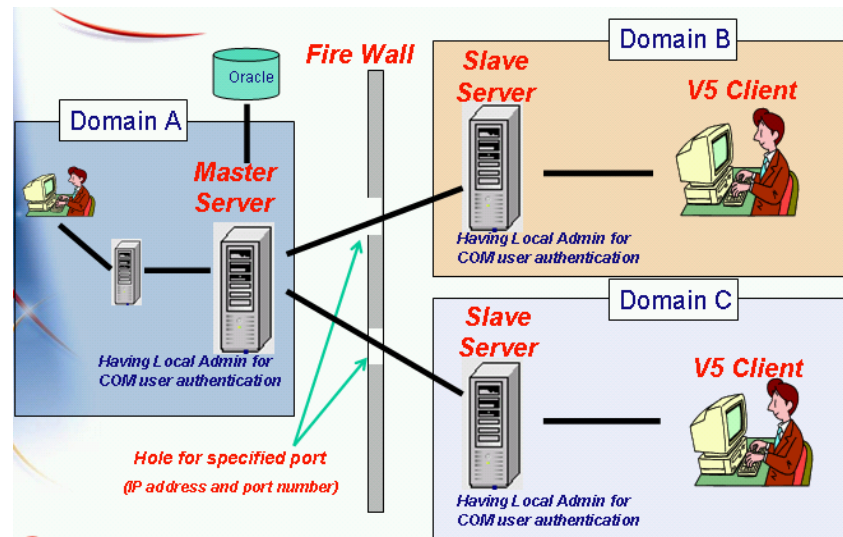 Oracle
Fire Wall
Domain A
Master
Server
Having Local Admin for
COM user authentication
Hole for specified port
(IP address and port number)
Domain B
Slave
Server
V5 Client
Having Local Admin for
COM user authentication
Domain C
Slave
Server
V5 Client
Having Local Admin for
COM user authentication